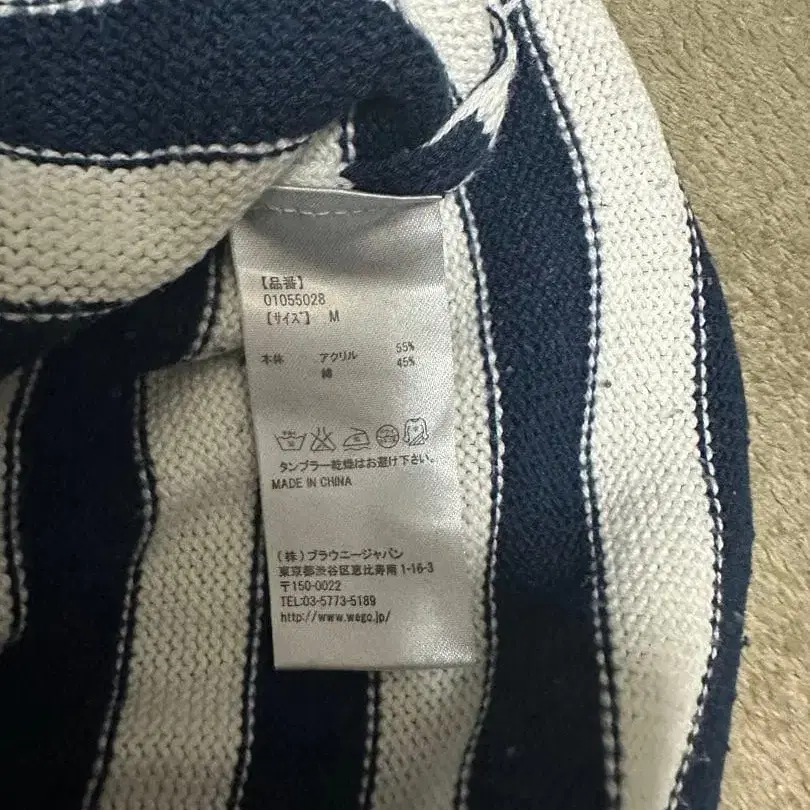 【品番】
01055028
【サイズ】 M
本体 アクリル 55%
綿 45%
タンブラー乾燥はお避け下さい。
MADE IN CHINA
(株)ブラウニージャパン
東京都渋谷区恵比寿南1-16-3
〒150-0022
TEL:03-5773-5189
http://www.wego.jp/